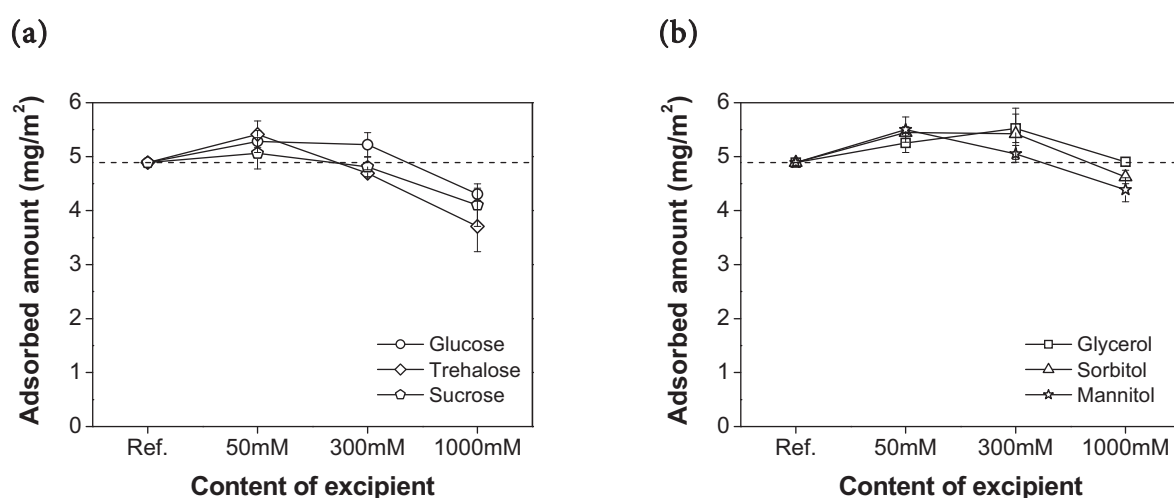 (a)
Adsorbed amount (mg/m²)
6
5
4
3
2
1
0
Glucose
Trehalose
Sucrose
Ref. 50mM 300mM 1000mM
Content of excipient
(b)
Adsorbed amount (mg/m²)
6
5
4
3
2
1
0
Glycerol
Sorbitol
Mannitol
Ref. 50mM 300mM 1000mM
Content of excipient